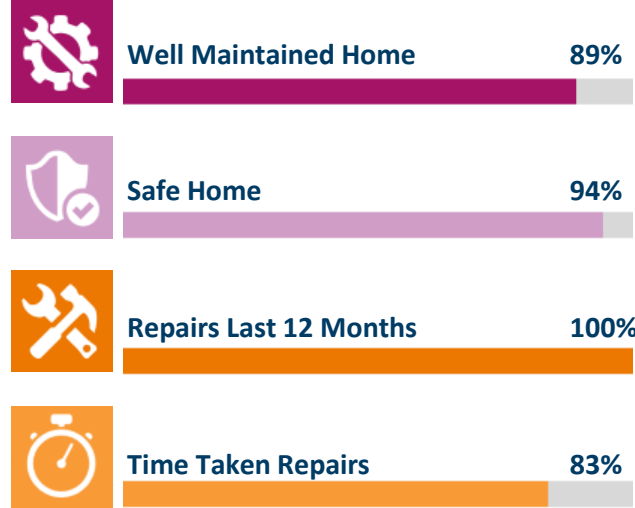 Well Maintained Home 89%
Safe Home 94%
Repairs Last 12 Months 100%
Time Taken Repairs 83%